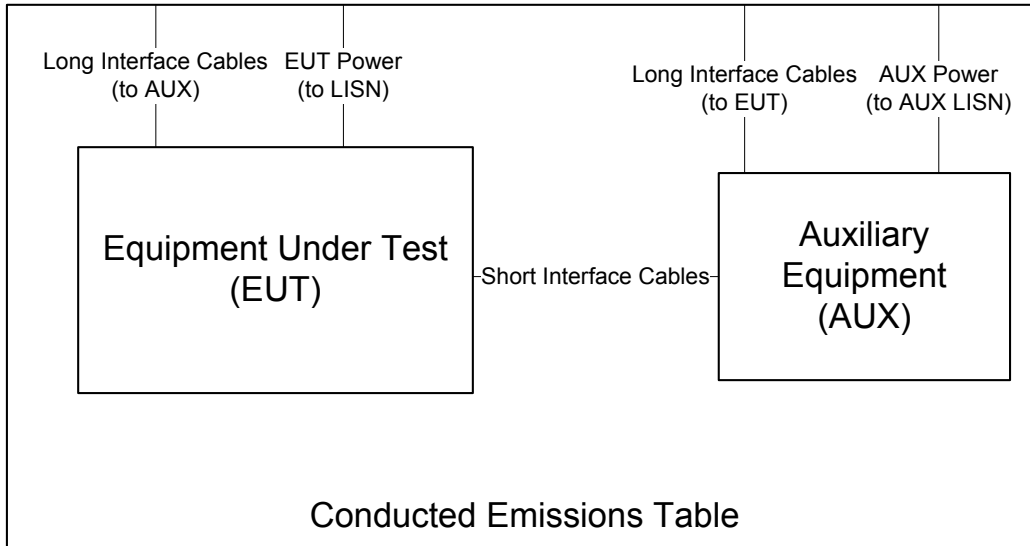 Long Interface Cables
(to AUX)
EUT Power
(to LISN)
Long Interface Cables
(to EUT)
AUX Power
(to AUX LISN)
Equipment Under Test
(EUT)
Short Interface Cables
Auxiliary
Equipment
(AUX)
Conducted Emissions Table